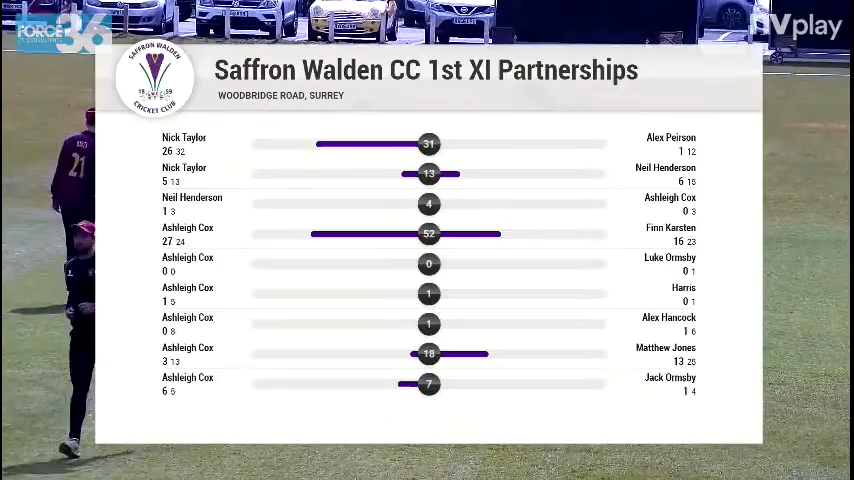 FORCE
36
nvplay
SAFFRON WALDEN
18 59
CRICKET CLUB
Saffron Walden CC 1st XI Partnerships
WOODBRIDGE ROAD, SURREY
Nick Taylor 31 Alex Peirson
26 32 1 12
Nick Taylor 13 Neil Henderson
5 13 6 15
Neil Henderson 4 Ashleigh Cox
1 3 0 3
Ashleigh Cox 52 Finn Karsten
27 24 16 23
Ashleigh Cox 0 Luke Ormsby
0 0 0 1
Ashleigh Cox 1 Harris
1 5 0 1
Ashleigh Cox 1 Alex Hancock
0 8 1 6
Ashleigh Cox 18 Matthew Jones
3 13 13 25
Ashleigh Cox 7 Jack Ormsby
6 5 1 4
21